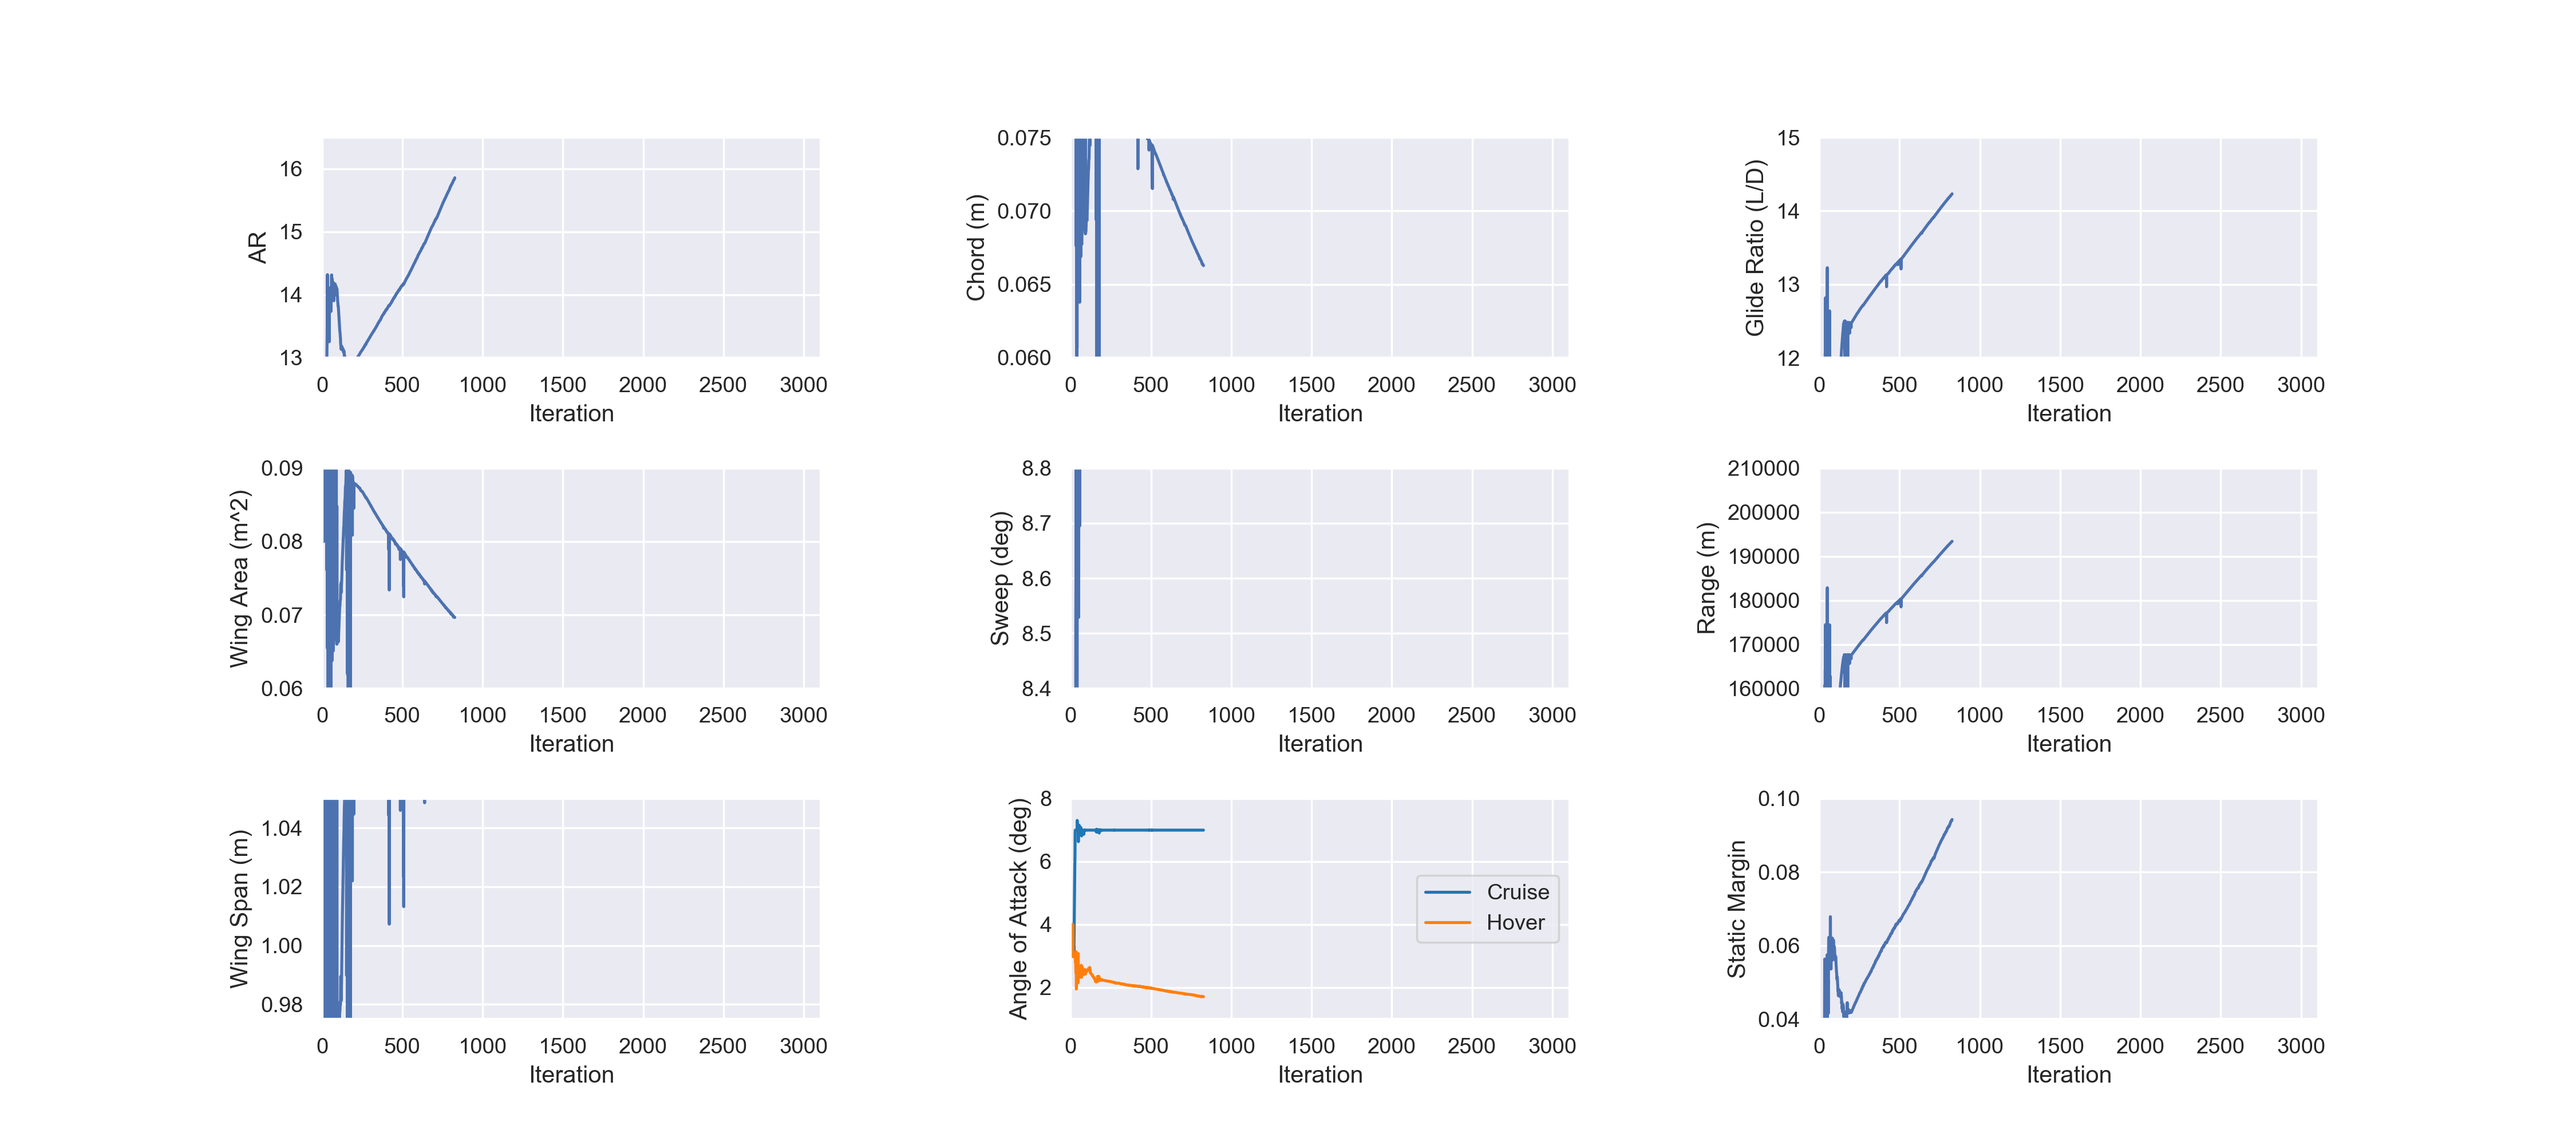 AR
16
15
14
13
0 500 1000 1500 2000 2500 3000
Iteration
Chord (m)
0.075
0.070
0.065
0.060
0 500 1000 1500 2000 2500 3000
Iteration
Glide Ratio (L/D)
15
14
13
12
0 500 1000 1500 2000 2500 3000
Iteration
Wing Area (m^2)
0.09
0.08
0.07
0.06
0 500 1000 1500 2000 2500 3000
Iteration
Sweep (deg)
8.8
8.7
8.6
8.5
8.4
0 500 1000 1500 2000 2500 3000
Iteration
Range (m)
210000
200000
190000
180000
170000
160000
0 500 1000 1500 2000 2500 3000
Iteration
Wing Span (m)
1.04
1.02
1.00
0.98
0 500 1000 1500 2000 2500 3000
Iteration
Angle of Attack (deg)
8
6
4
2
Cruise
Hover
0 500 1000 1500 2000 2500 3000
Iteration
Static Margin
0.10
0.08
0.06
0.04
0 500 1000 1500 2000 2500 3000
Iteration